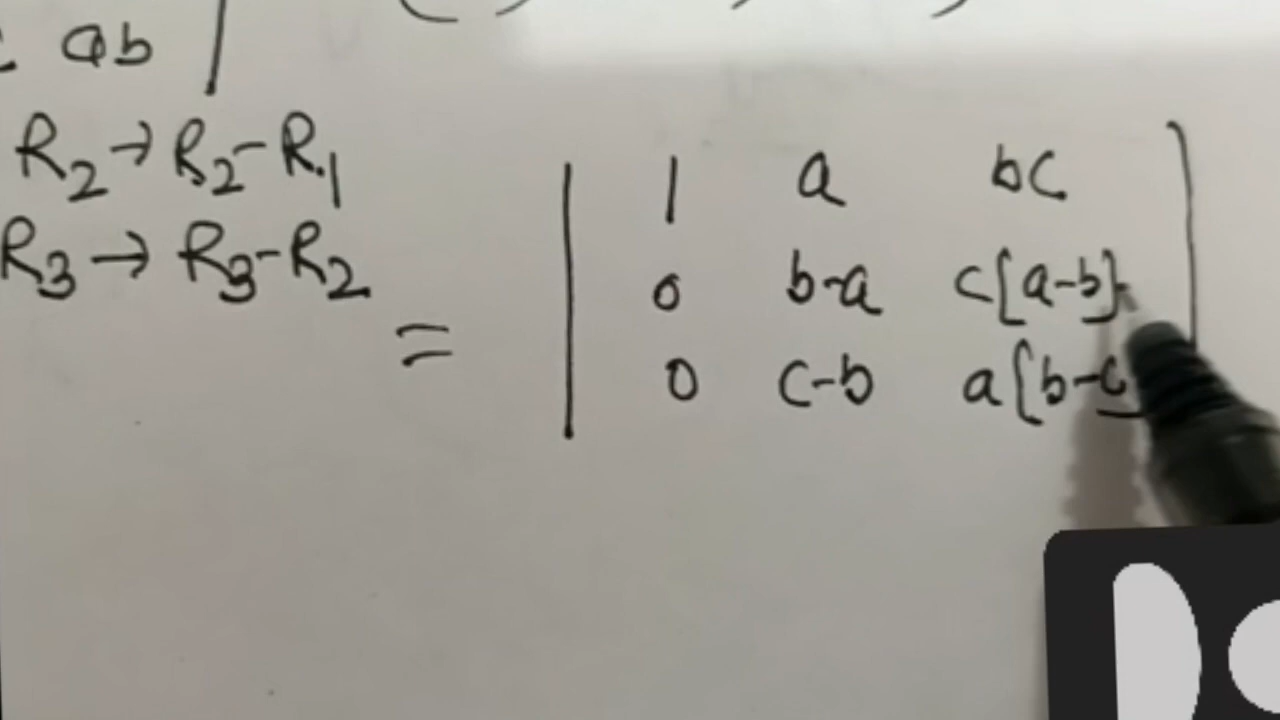 ab |
R₂ → R₂ - R₁
R₃ → R₃ - R₂
= | 1 a bc |
| 0 b-a c{a-b} |
| 0 c-b a{b-c